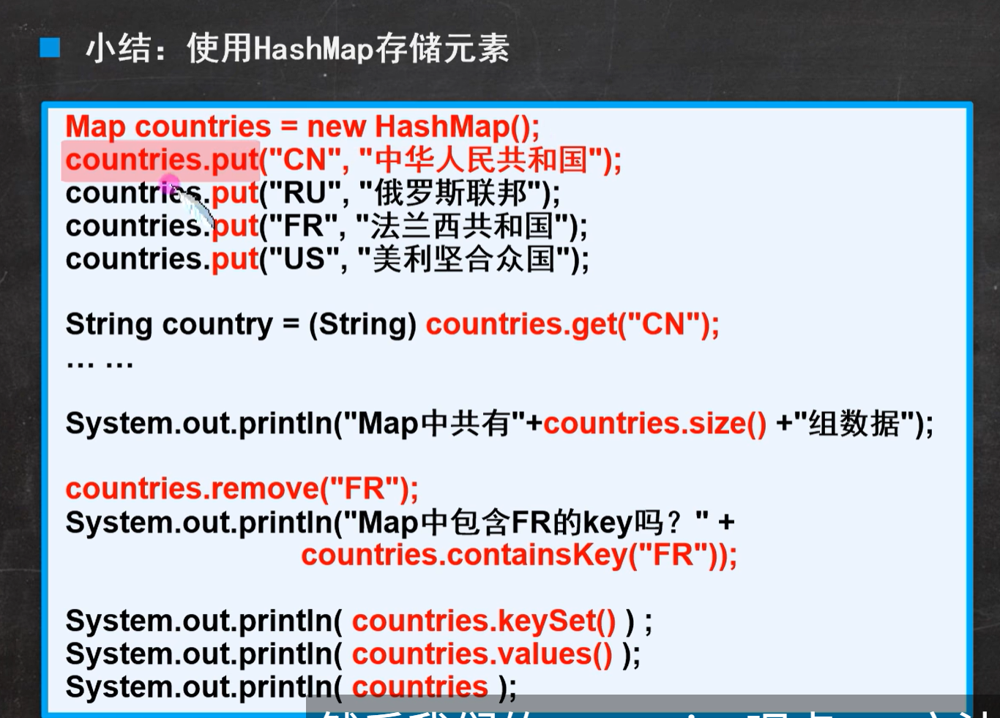 小结：使用HashMap存储元素
Map countries = new HashMap();
countries.put("CN", "中华人民共和国");
countries.put("RU", "俄罗斯联邦");
countries.put("FR", "法兰西共和国");
countries.put("US", "美利坚合众国");
String country = (String) countries.get("CN");
... ...
System.out.println("Map中共有"+countries.size() +"组数据");
countries.remove("FR");
System.out.println("Map中包含FR的key吗？" +
countries.containsKey("FR"));
System.out.println( countries.keySet() ) ;
System.out.println( countries.values() );
System.out.println( countries );